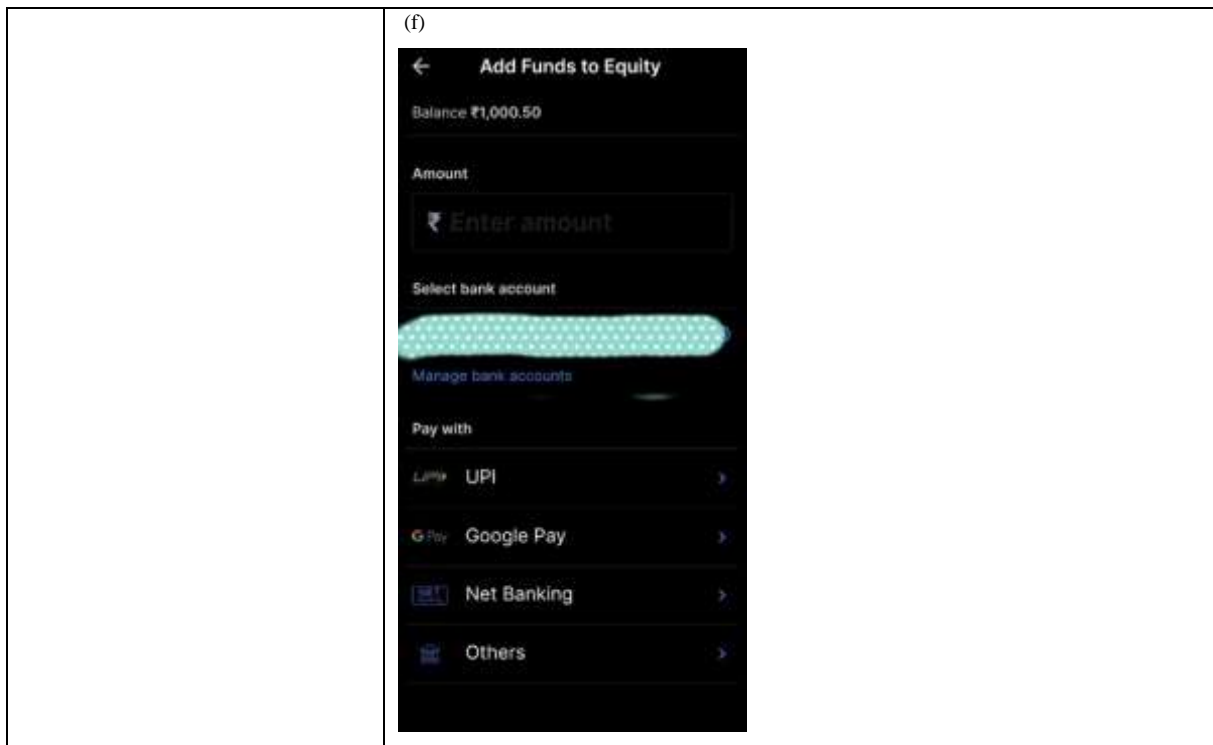 (f)
Add Funds to Equity
Balance ₹1,000.50
Amount
₹ Enter amount
Select bank account
Manage bank accounts
Pay with
UPI
G Pay Google Pay
Net Banking
Others